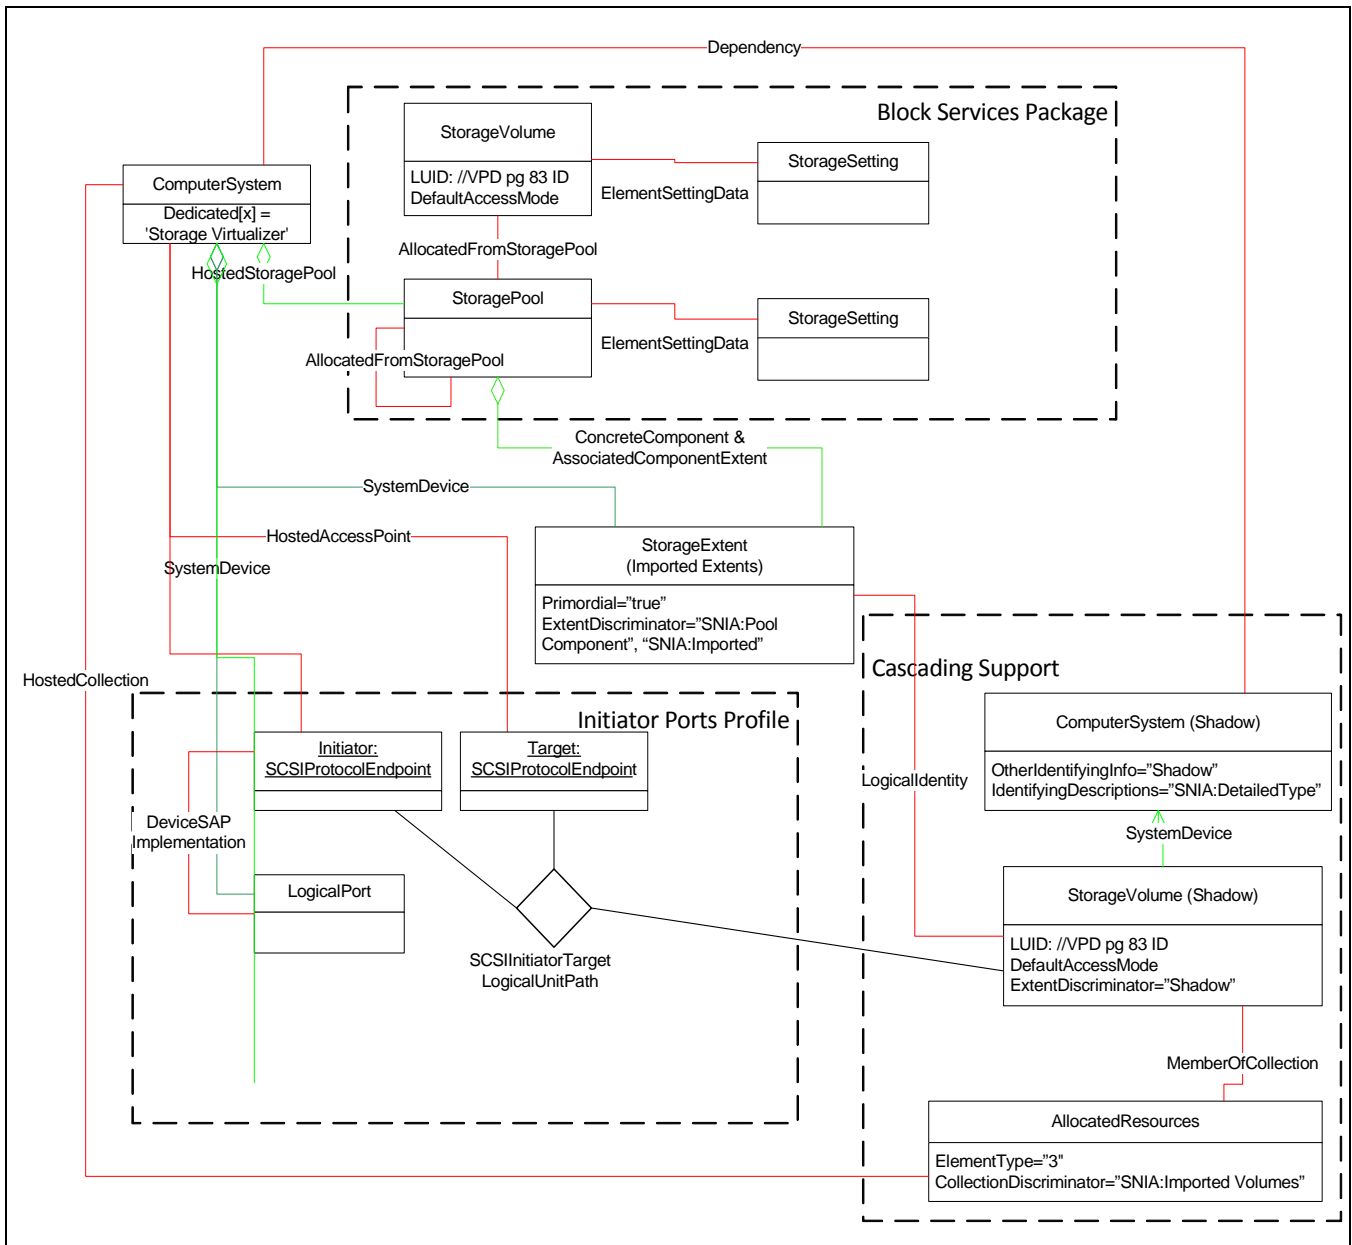 Dependency
Block Services Package
StorageVolume
LUID: //VPD pg 83 ID
DefaultAccessMode
StorageSetting
ElementSettingData
ComputerSystem
Dedicated[x] =
'Storage Virtualizer'
AllocatedFromStoragePool
HostedStoragePool
StoragePool
StorageSetting
ElementSettingData
AllocatedFromStoragePool
ConcreteComponent &
AssociatedComponentExtent
SystemDevice
HostedAccessPoint
StorageExtent
(Imported Extents)
Primordial=”true”
ExtentDiscriminator=”SNIA:Pool
Component”, “SNIA:Imported”
SystemDevice
HostedCollection
Cascading Support
Initiator Ports Profile
ComputerSystem (Shadow)
OtherIdentifyingInfo=”Shadow”
IdentifyingDescriptions=”SNIA:DetailedType”
Initiator:
SCSIProtocolEndpoint
Target:
SCSIProtocolEndpoint
LogicalIdentity
DeviceSAP
Implementation
SystemDevice
LogicalPort
StorageVolume (Shadow)
LUID: //VPD pg 83 ID
DefaultAccessMode
ExtentDiscriminator=”Shadow”
SCSIInitiatorTarget
LogicalUnitPath
MemberOfCollection
AllocatedResources
ElementType=”3”
CollectionDiscriminator=”SNIA:Imported Volumes”